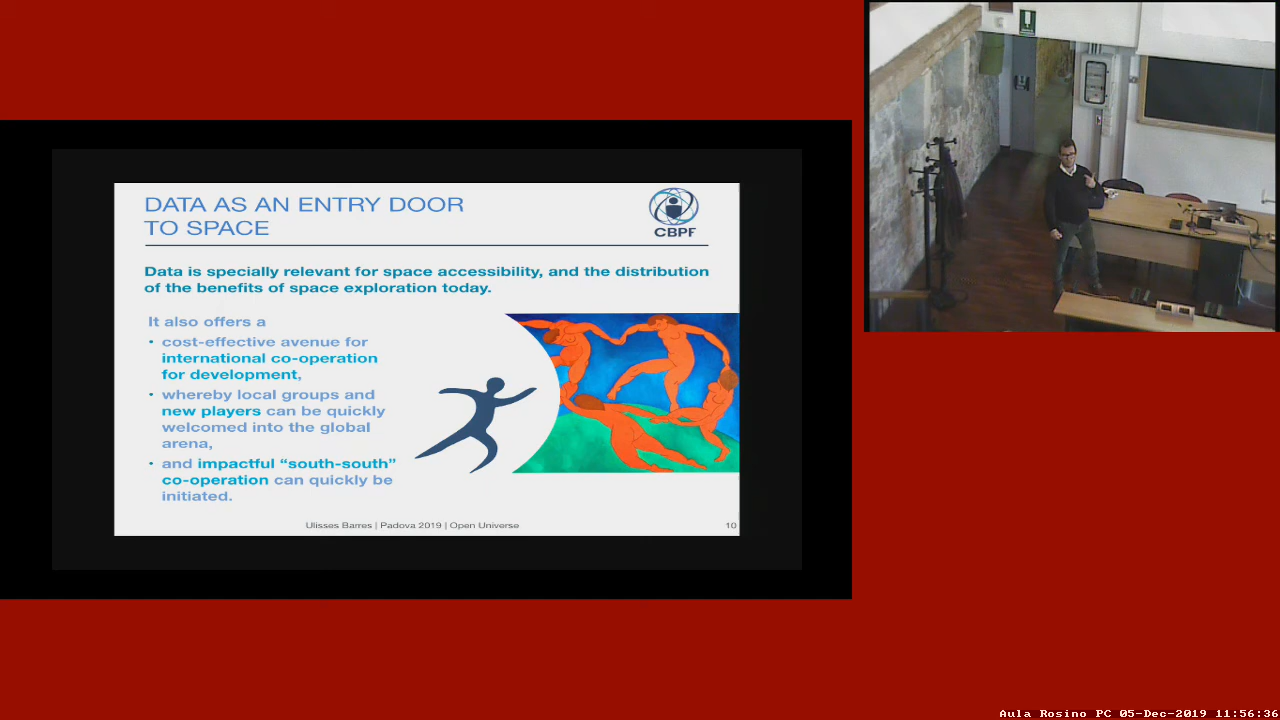 DATA AS AN ENTRY DOOR
TO SPACE
CBPF
Data is specially relevant for space accessibility, and the distribution
of the benefits of space exploration today.
It also offers a
• cost-effective avenue for
international co-operation
for development,
• whereby local groups and
new players can be quickly
welcomed into the global
arena,
• and impactful “south-south”
co-operation can quickly be
initiated.
Ulisses Barres | Padova 2019 | Open Universe
10
Aula Rosino PC 05-Dec-2019 11:56:36